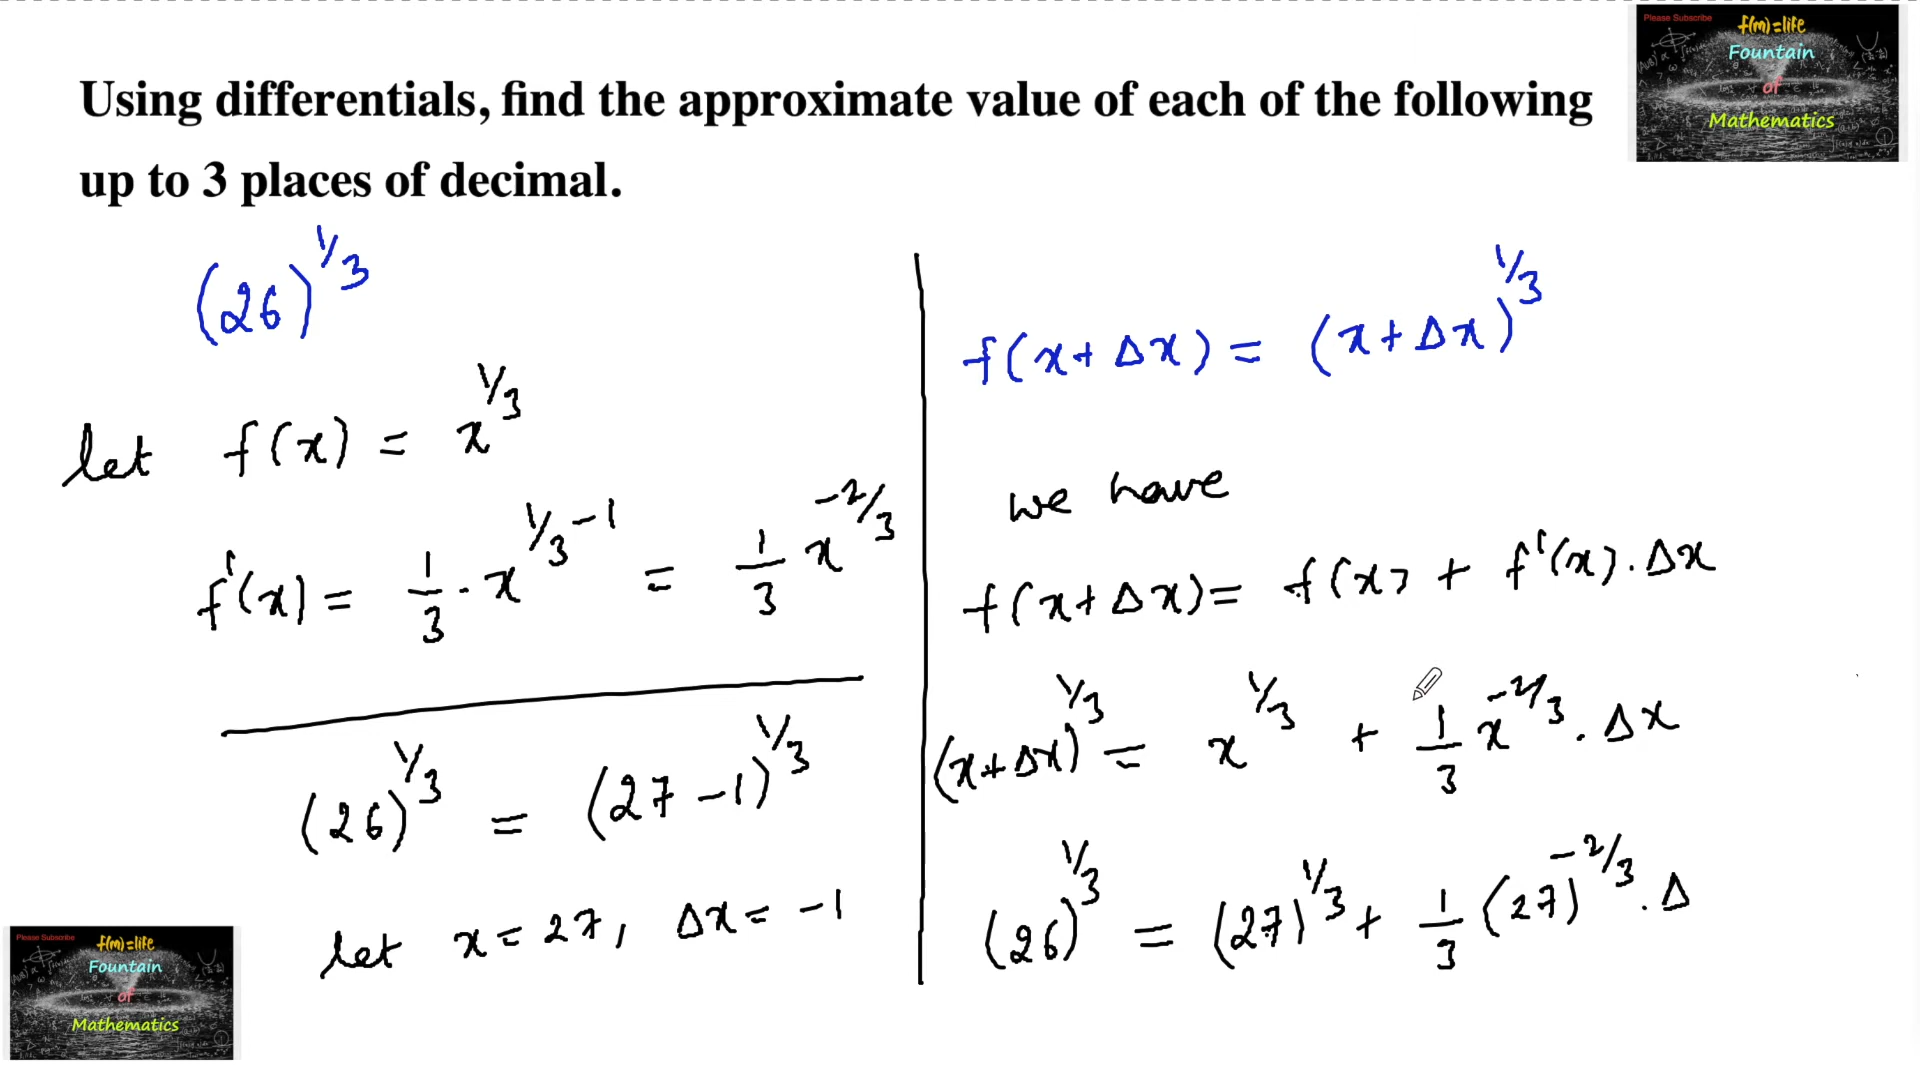 Please Subscribe
f(m)=life
Fountain
of
Mathematics
Using differentials, find the approximate value of each of the following
up to 3 places of decimal.
(26)^{1/3}
let f(x) = x^{1/3}
f'(x) = 1/3 · x^{1/3 -1} = 1/3 x^{-2/3}
(26)^{1/3} = (27-1)^{1/3}
let x = 27, Δx = -1
f(x+Δx) = (x+Δx)^{1/3}
we have
f(x+Δx) = f(x) + f'(x).Δx
(x+Δx)^{1/3} = x^{1/3} + 1/3 x^{-2/3} . Δx
(26)^{1/3} = (27)^{1/3} + 1/3 (27)^{-2/3} . Δ
Please Subscribe
f(m)=life
Fountain
of
Mathematics